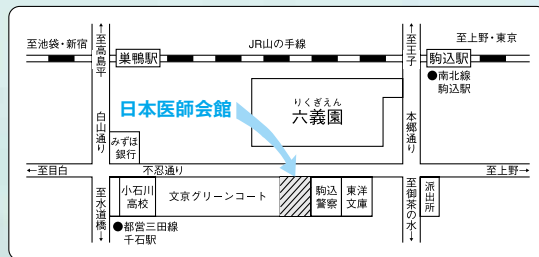 至池袋・新宿
←至高島平
巣鴨駅
JR山の手線
至王子→
至上野・東京
駒込駅
●南北線
駒込駅
日本医師会館
りくぎえん
六義園
白山通り
本郷通り
みずほ
銀行
←至目白
不忍通り
至上野→
至水道橋→
小石川
高校
文京グリーンコート
駒込
警察
東洋
文庫
至御茶の水→
派出所
●都営三田線
千石駅